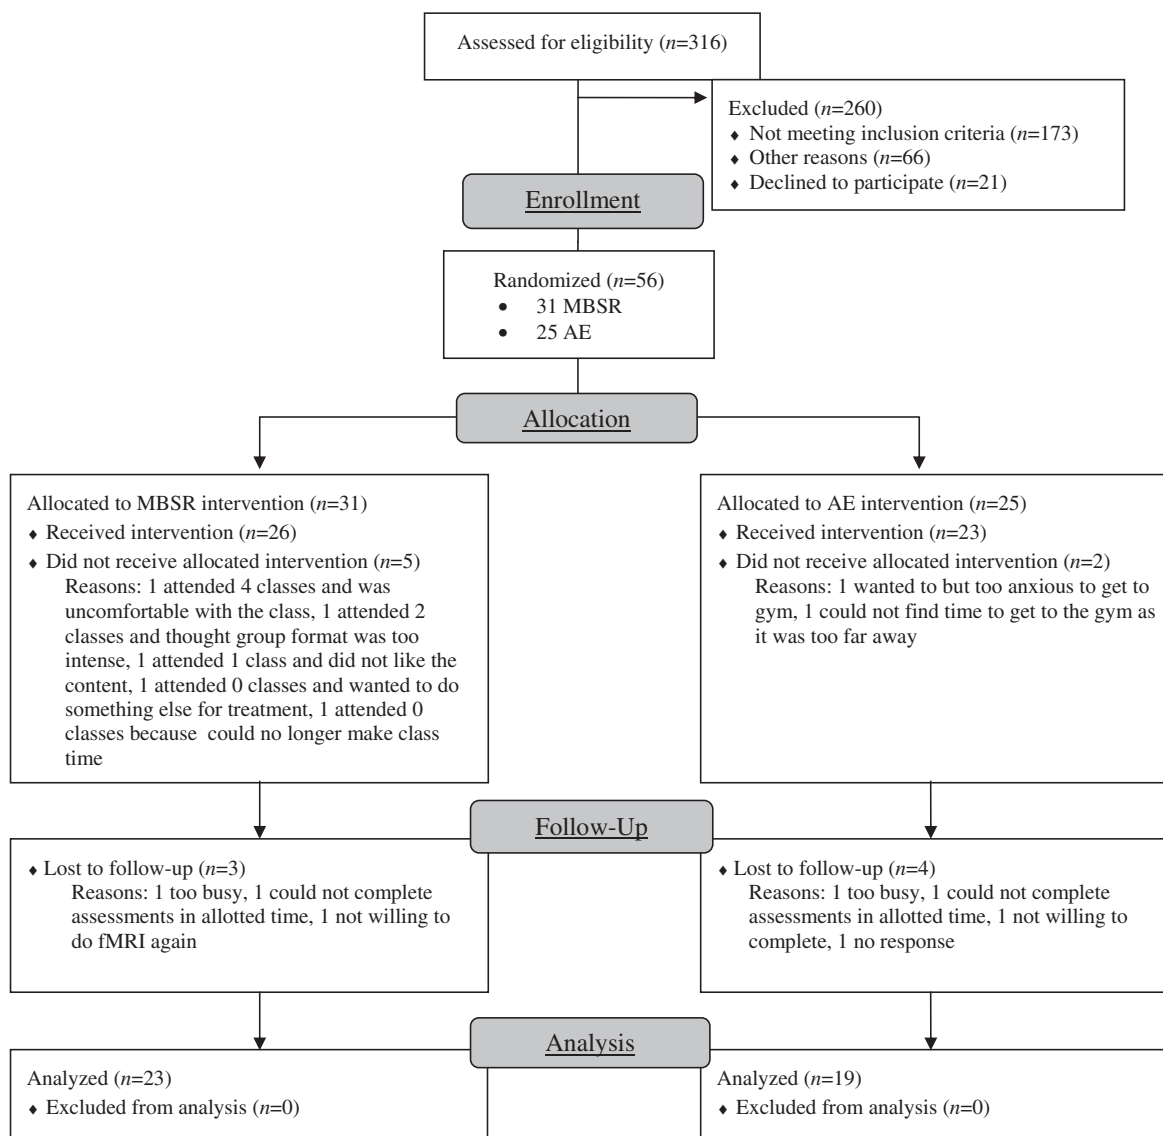 Assessed for eligibility (n=316)
Excluded (n=260)
♦ Not meeting inclusion criteria (n=173)
♦ Other reasons (n=66)
♦ Declined to participate (n=21)
Enrollment
Randomized (n=56)
• 31 MBSR
• 25 AE
Allocation
Allocated to MBSR intervention (n=31)
♦ Received intervention (n=26)
♦ Did not receive allocated intervention (n=5)
Reasons: 1 attended 4 classes and was
uncomfortable with the class, 1 attended 2
classes and thought group format was too
intense, 1 attended 1 class and did not like the
content, 1 attended 0 classes and wanted to do
something else for treatment, 1 attended 0
classes because could no longer make class
time
Allocated to AE intervention (n=25)
♦ Received intervention (n=23)
♦ Did not receive allocated intervention (n=2)
Reasons: 1 wanted to but too anxious to get to
gym, 1 could not find time to get to the gym as
it was too far away
Follow-Up
♦ Lost to follow-up (n=3)
Reasons: 1 too busy, 1 could not complete
assessments in allotted time, 1 not willing to
do fMRI again
♦ Lost to follow-up (n=4)
Reasons: 1 too busy, 1 could not complete
assessments in allotted time, 1 not willing to
complete, 1 no response
Analysis
Analyzed (n=23)
♦ Excluded from analysis (n=0)
Analyzed (n=19)
♦ Excluded from analysis (n=0)